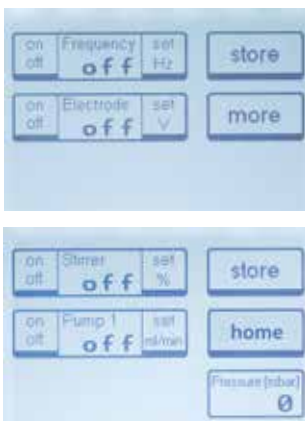 on Frequency set store
off off Hz
on Electrode set more
off off V
on Stirrer set store
off off %
on Pump 1 set home
off off ml/min
Pressure [mbar]
0